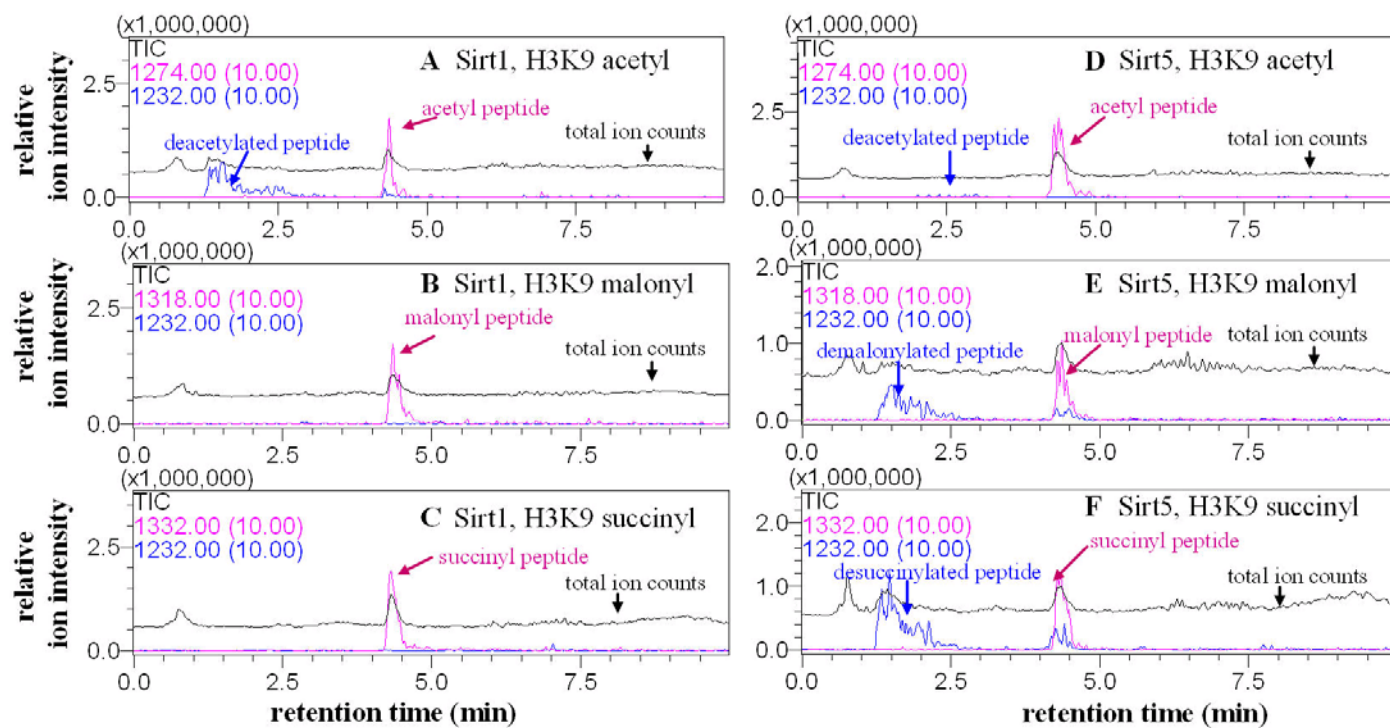 (x1,000,000)
TIC
1274.00 (10.00)
1232.00 (10.00)
A Sirt1, H3K9 acetyl
acetyl peptide
deacetylated peptide
total ion counts
relative
ion intensity
2.5
0.0
0.0 2.5 5.0 7.5
(x1,000,000)
TIC
1274.00 (10.00)
1232.00 (10.00)
D Sirt5, H3K9 acetyl
acetyl peptide
deacetylated peptide
total ion counts
2.5
0.0
0.0 2.5 5.0 7.5
(x1,000,000)
TIC
1318.00 (10.00)
1232.00 (10.00)
B Sirt1, H3K9 malonyl
malonyl peptide
total ion counts
relative
ion intensity
2.5
0.0
0.0 2.5 5.0 7.5
(x1,000,000)
TIC
1318.00 (10.00)
1232.00 (10.00)
E Sirt5, H3K9 malonyl
malonyl peptide
demalonylated peptide
total ion counts
2.0
1.0
0.0
0.0 2.5 5.0 7.5
(x1,000,000)
TIC
1332.00 (10.00)
1232.00 (10.00)
C Sirt1, H3K9 succinyl
succinyl peptide
total ion counts
relative
ion intensity
2.5
0.0
0.0 2.5 5.0 7.5
retention time (min)
(x1,000,000)
TIC
1332.00 (10.00)
1232.00 (10.00)
F Sirt5, H3K9 succinyl
succinyl peptide
desuccinylated peptide
total ion counts
2.0
1.0
0.0
0.0 2.5 5.0 7.5
retention time (min)